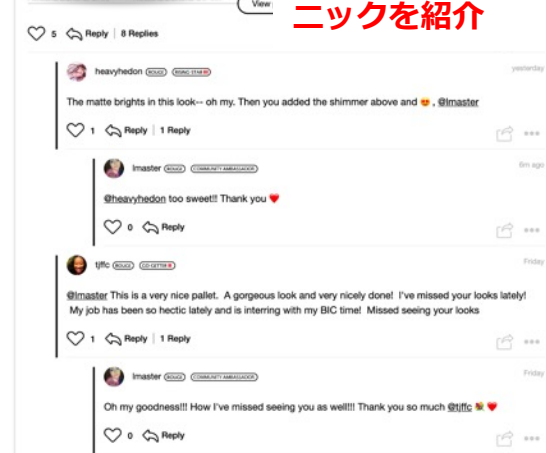 View
ニックを紹介
5 Reply | 8 Replies
heavyhedon ROUGE RISING STAR
yesterday
The matte brights in this look-- oh my. Then you added the shimmer above and 😍 , @lmaster
1 Reply | 1 Reply
lmaster ROUGE COMMUNITY AMBASSADOR
6m ago
@heavyhedon too sweet!! Thank you ❤
0 Reply
tjffc ROUGE GO-GETTER
Friday
@lmaster This is a very nice pallet. A gorgeous look and very nicely done! I've missed your looks lately!
My job has been so hectic lately and is interring with my BIC time! Missed seeing your looks
1 Reply | 1 Reply
lmaster ROUGE COMMUNITY AMBASSADOR
Friday
Oh my goodness!!! How I've missed seeing you as well!!! Thank you so much @tjffc 💐 ❤
0 Reply